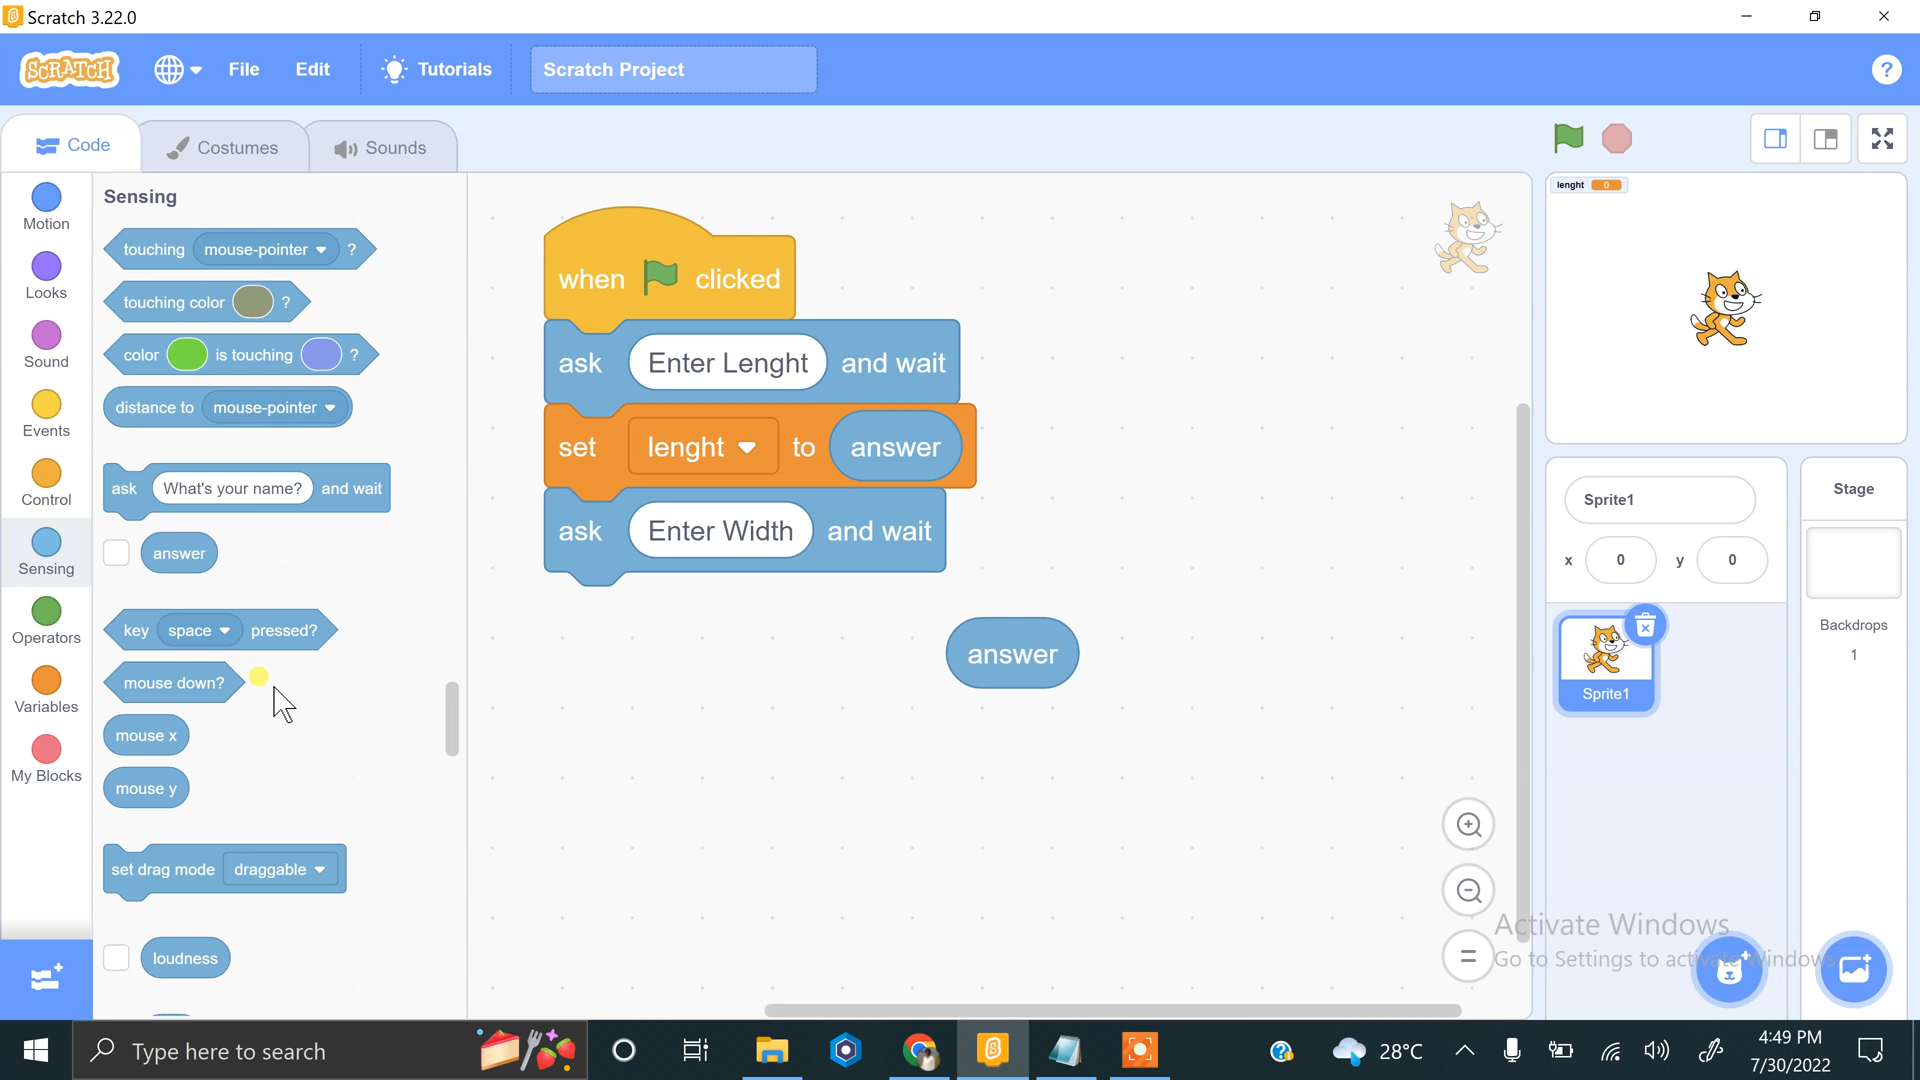 Scratch 3.22.0
SCRATCH File Edit Tutorials Scratch Project ?
Code Costumes Sounds
Motion
Looks
Sound
Events
Control
Sensing
Operators
Variables
My Blocks
Sensing
touching mouse-pointer ?
touching color ?
color is touching ?
distance to mouse-pointer
ask What's your name? and wait
answer
key space pressed?
mouse down?
mouse x
mouse y
set drag mode draggable
loudness
when clicked
ask Enter Lenght and wait
set lenght to answer
ask Enter Width and wait
answer
lenght 0
Sprite1
x 0 y 0
Sprite1
Stage
Backdrops
1
Activate Windows
Go to Settings to activate Windows.
Type here to search
28°C
4:49 PM
7/30/2022